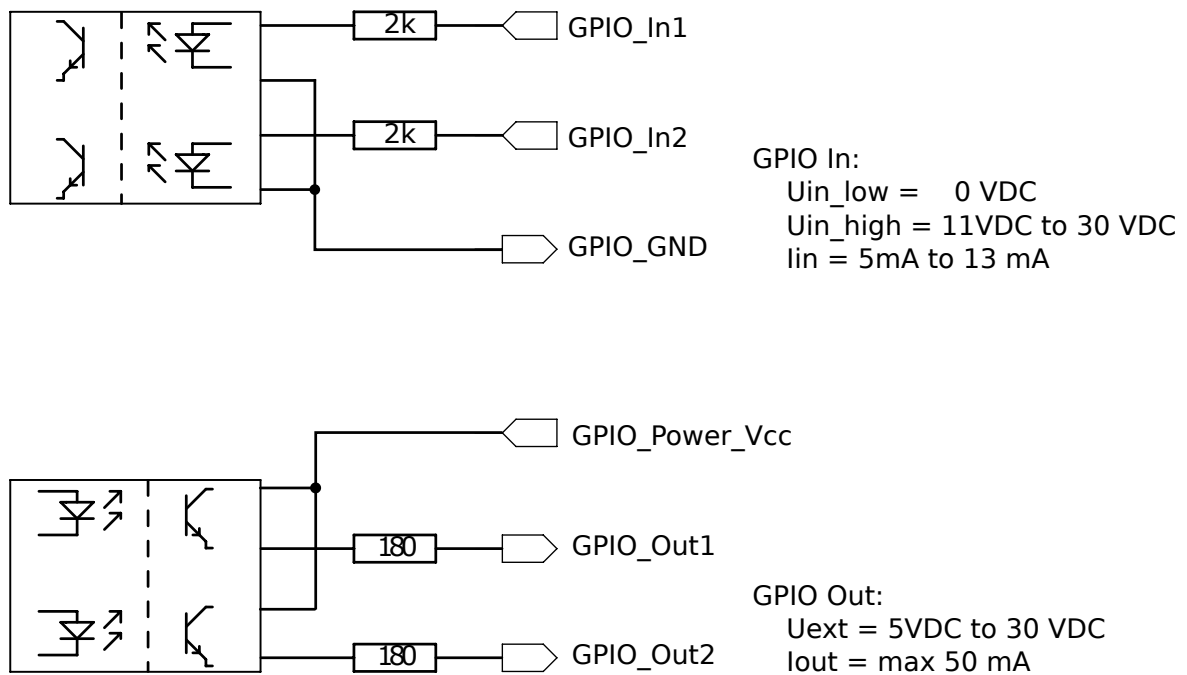 2k
GPIO_In1
2k
GPIO_In2
GPIO_GND
GPIO In:
Uin_low = 0 VDC
Uin_high = 11VDC to 30 VDC
Iin = 5mA to 13 mA
GPIO_Power_Vcc
180
GPIO_Out1
180
GPIO_Out2
GPIO Out:
Uext = 5VDC to 30 VDC
Iout = max 50 mA